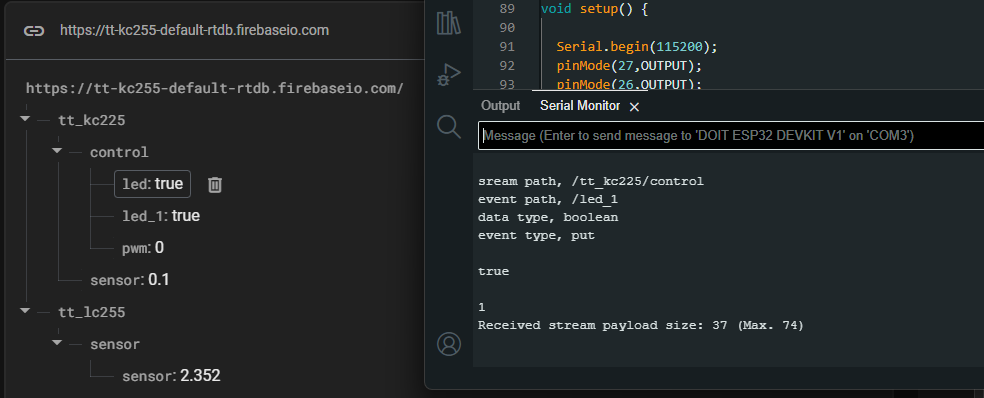 https://tt-kc255-default-rtdb.firebaseio.com
https://tt-kc255-default-rtdb.firebaseio.com/
tt_kc225
control
led: true
led_1: true
pwm: 0
sensor: 0.1
tt_lc255
sensor
sensor: 2.352
89 void setup() {
90
91 Serial.begin(115200);
92 pinMode(27,OUTPUT);
93 pinMode(26,OUTPUT);
Output Serial Monitor
Message (Enter to send message to 'DOIT ESP32 DEVKIT V1' on 'COM3')
sream path, /tt_kc225/control
event path, /led_1
data type, boolean
event type, put
true
1
Received stream payload size: 37 (Max. 74)